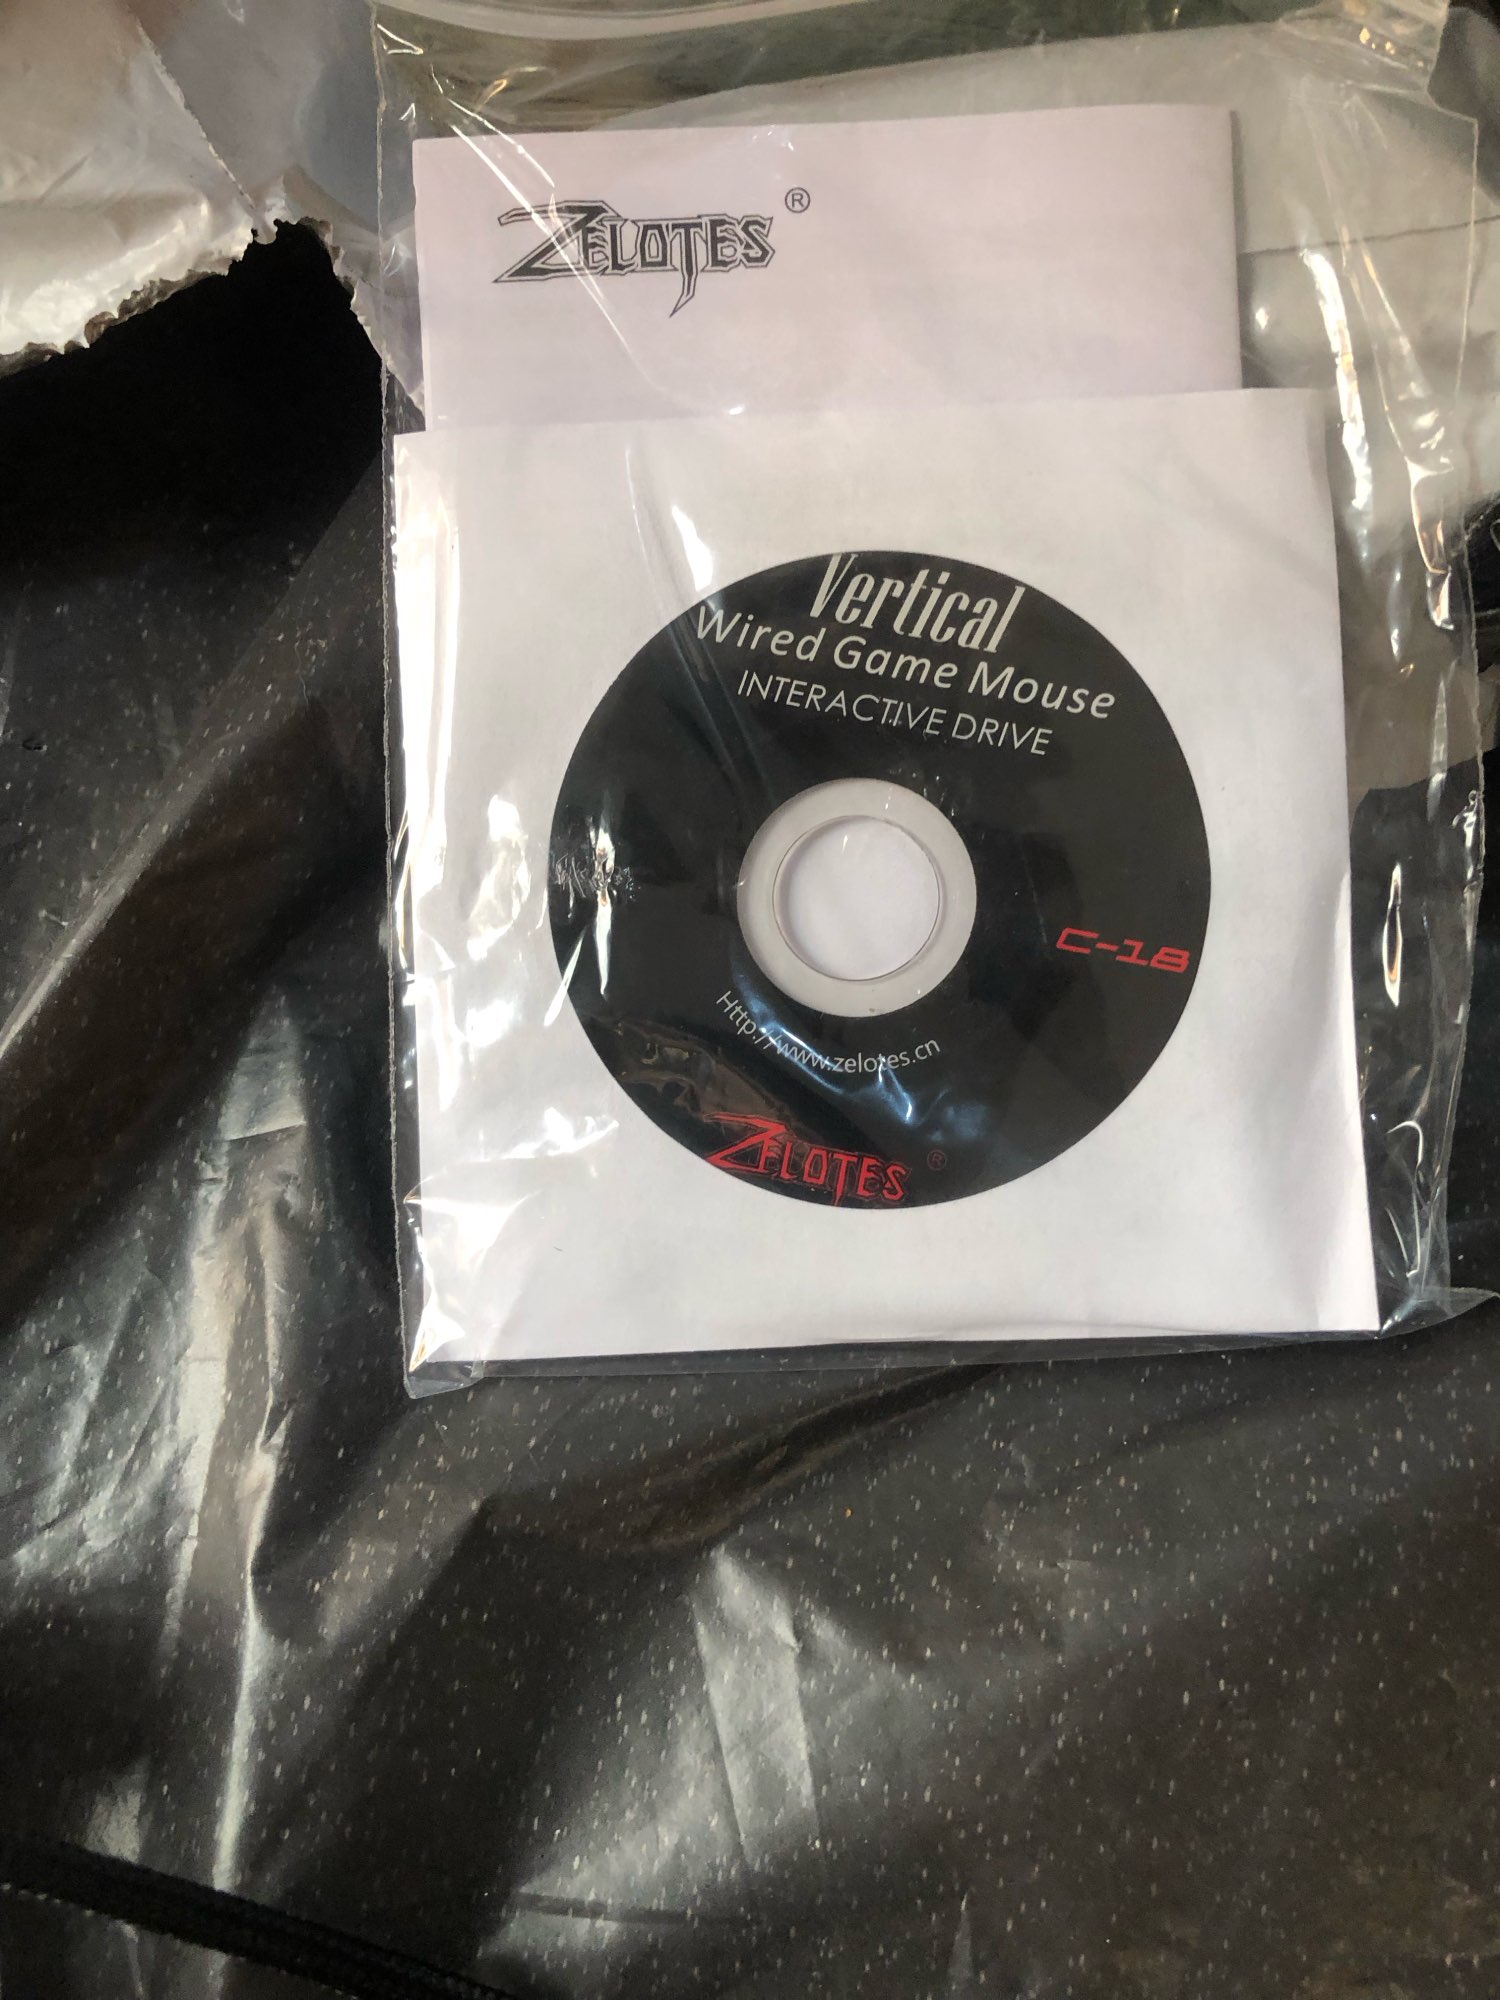 ZELOTES ®
Vertical
Wired Game Mouse
INTERACTIVE DRIVE
C-18
Http://www.zelotes.cn
ZELOTES ®